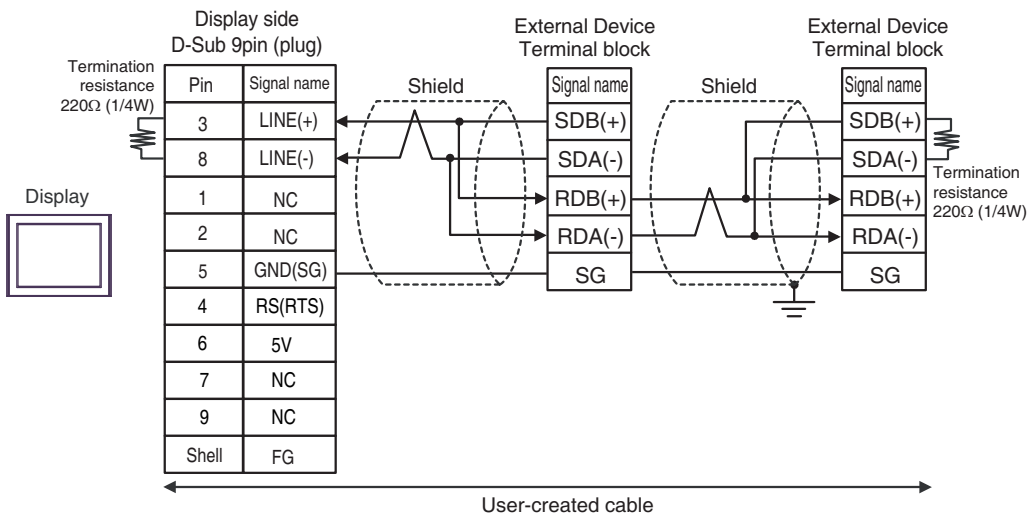 Display side
D-Sub 9pin (plug)
External Device
Terminal block
External Device
Terminal block
Termination
resistance
220Ω (1/4W)
Pin Signal name
Shield
Signal name
Shield
Signal name
3 LINE(+)
SDB(+)
SDB(+)
8 LINE(-)
SDA(-)
SDA(-)
Termination
resistance
220Ω (1/4W)
Display
1 NC
RDB(+)
RDB(+)
2 NC
RDA(-)
RDA(-)
5 GND(SG)
SG
SG
4 RS(RTS)
6 5V
7 NC
9 NC
Shell FG
User-created cable